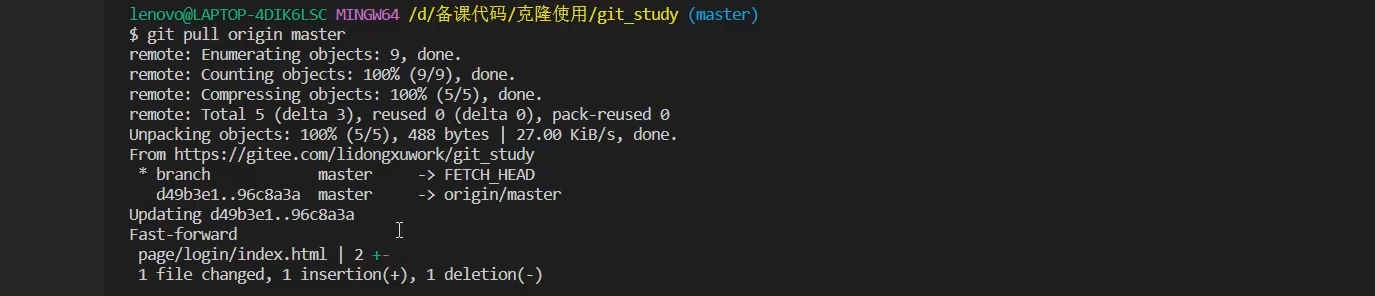 lenovo@LAPTOP-4DIK6LSC MINGW64 /d/备课代码/克隆使用/git_study (master)
$ git pull origin master
remote: Enumerating objects: 9, done.
remote: Counting objects: 100% (9/9), done.
remote: Compressing objects: 100% (5/5), done.
remote: Total 5 (delta 3), reused 0 (delta 0), pack-reused 0
Unpacking objects: 100% (5/5), 488 bytes | 27.00 KiB/s, done.
From https://gitee.com/lidongxuwork/git_study
 * branch            master     -> FETCH_HEAD
   d49b3e1..96c8a3a  master     -> origin/master
Updating d49b3e1..96c8a3a
Fast-forward
 page/login/index.html | 2 +-
 1 file changed, 1 insertion(+), 1 deletion(-)